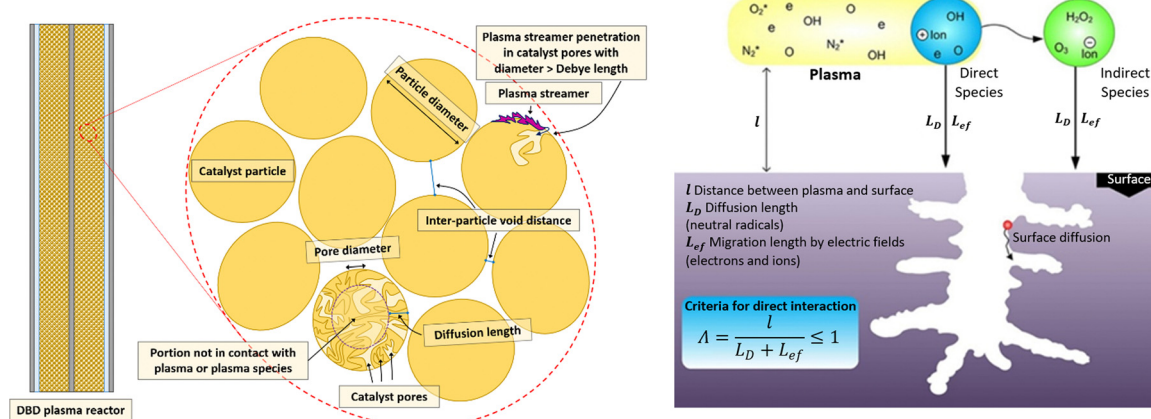 Plasma streamer penetration
in catalyst pores with
diameter > Debye length
Plasma streamer
Particle diameter
Catalyst particle
Inter-particle void distance
Pore diameter
Diffusion length
Portion not in contact with
plasma or plasma species
Catalyst pores
DBD plasma reactor
O₂* e O
e OH
N₂* O N₂* OH
Plasma
OH
+ Ion
e O
Direct
Species
H₂O₂
O₃ − Ion
Indirect
Species
l
L_D L_ef
L_D L_ef
Surface
l Distance between plasma and surface
L_D Diffusion length
(neutral radicals)
L_ef Migration length by electric fields
(electrons and ions)
Surface diffusion
Criteria for direct interaction
Λ = l / (L_D + L_ef) ≤ 1